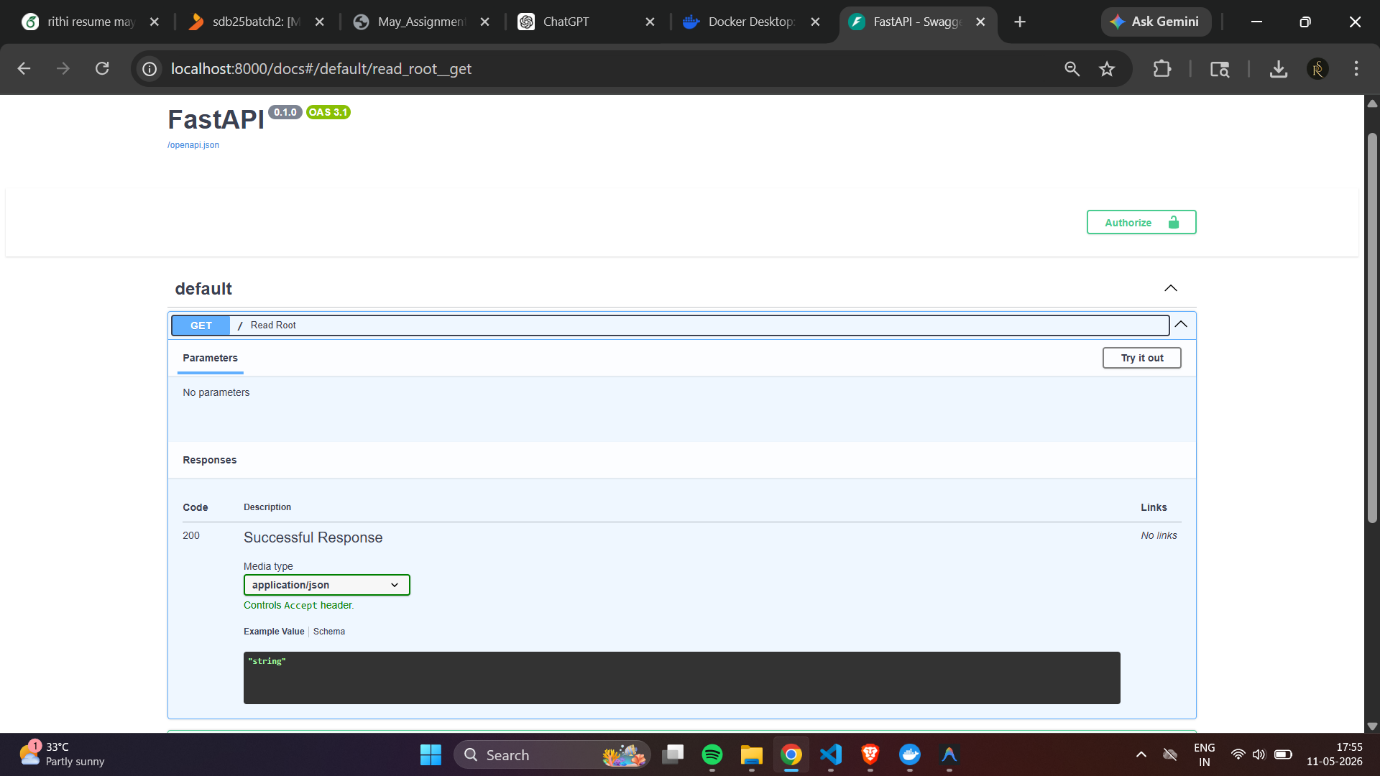 rithi resume may
sdb25batch2: [M
May_Assignment
ChatGPT
Docker Desktop:
FastAPI - Swagge
Ask Gemini
localhost:8000/docs#/default/read_root__get
FastAPI 0.1.0 OAS 3.1
/openapi.json
Authorize
default
GET / Read Root
Parameters
Try it out
No parameters
Responses
Code Description Links
200 Successful Response No links
Media type
application/json
Controls Accept header.
Example Value Schema
"string"
1
33°C
Partly sunny
Search
ENG
IN
17:55
11-05-2026